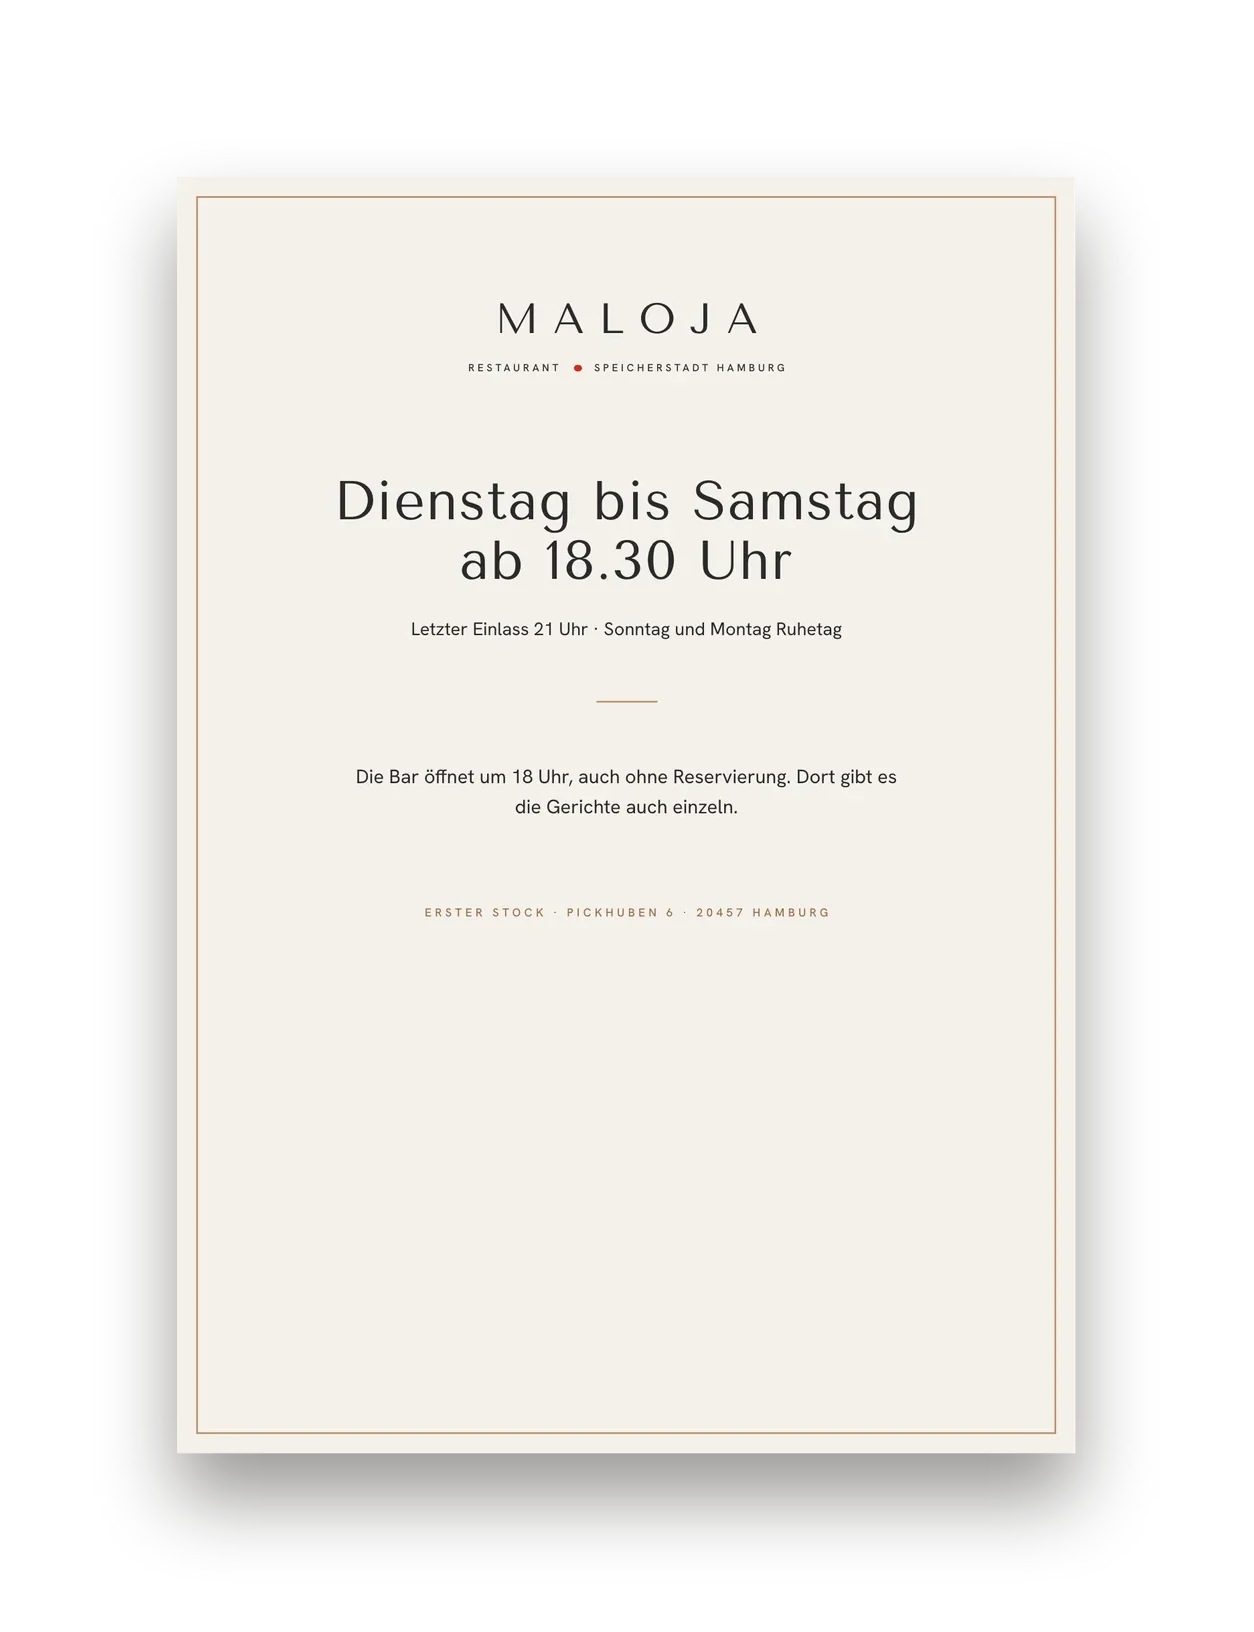 MALOJA
RESTAURANT • SPEICHERSTADT HAMBURG
Dienstag bis Samstag
ab 18.30 Uhr
Letzter Einlass 21 Uhr · Sonntag und Montag Ruhetag
Die Bar öffnet um 18 Uhr, auch ohne Reservierung. Dort gibt es
die Gerichte auch einzeln.
ERSTER STOCK · PICKHUBEN 6 · 20457 HAMBURG